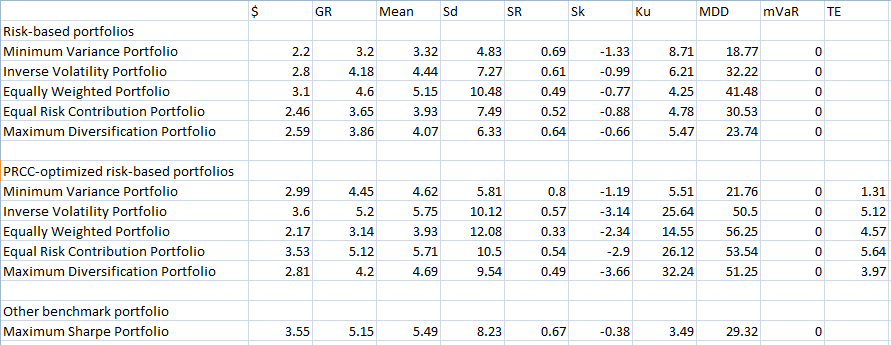 $ GR Mean Sd SR Sk Ku MDD mVaR TE
Risk-based portfolios
Minimum Variance Portfolio 2.2 3.2 3.32 4.83 0.69 -1.33 8.71 18.77 0
Inverse Volatility Portfolio 2.8 4.18 4.44 7.27 0.61 -0.99 6.21 32.22 0
Equally Weighted Portfolio 3.1 4.6 5.15 10.48 0.49 -0.77 4.25 41.48 0
Equal Risk Contribution Portfolio 2.46 3.65 3.93 7.49 0.52 -0.88 4.78 30.53 0
Maximum Diversification Portfolio 2.59 3.86 4.07 6.33 0.64 -0.66 5.47 23.74 0
PRCC-optimized risk-based portfolios
Minimum Variance Portfolio 2.99 4.45 4.62 5.81 0.8 -1.19 5.51 21.76 0 1.31
Inverse Volatility Portfolio 3.6 5.2 5.75 10.12 0.57 -3.14 25.64 50.5 0 5.12
Equally Weighted Portfolio 2.17 3.14 3.93 12.08 0.33 -2.34 14.55 56.25 0 4.57
Equal Risk Contribution Portfolio 3.53 5.12 5.71 10.5 0.54 -2.9 26.12 53.54 0 5.64
Maximum Diversification Portfolio 2.81 4.2 4.69 9.54 0.49 -3.66 32.24 51.25 0 3.97
Other benchmark portfolio
Maximum Sharpe Portfolio 3.55 5.15 5.49 8.23 0.67 -0.38 3.49 29.32 0